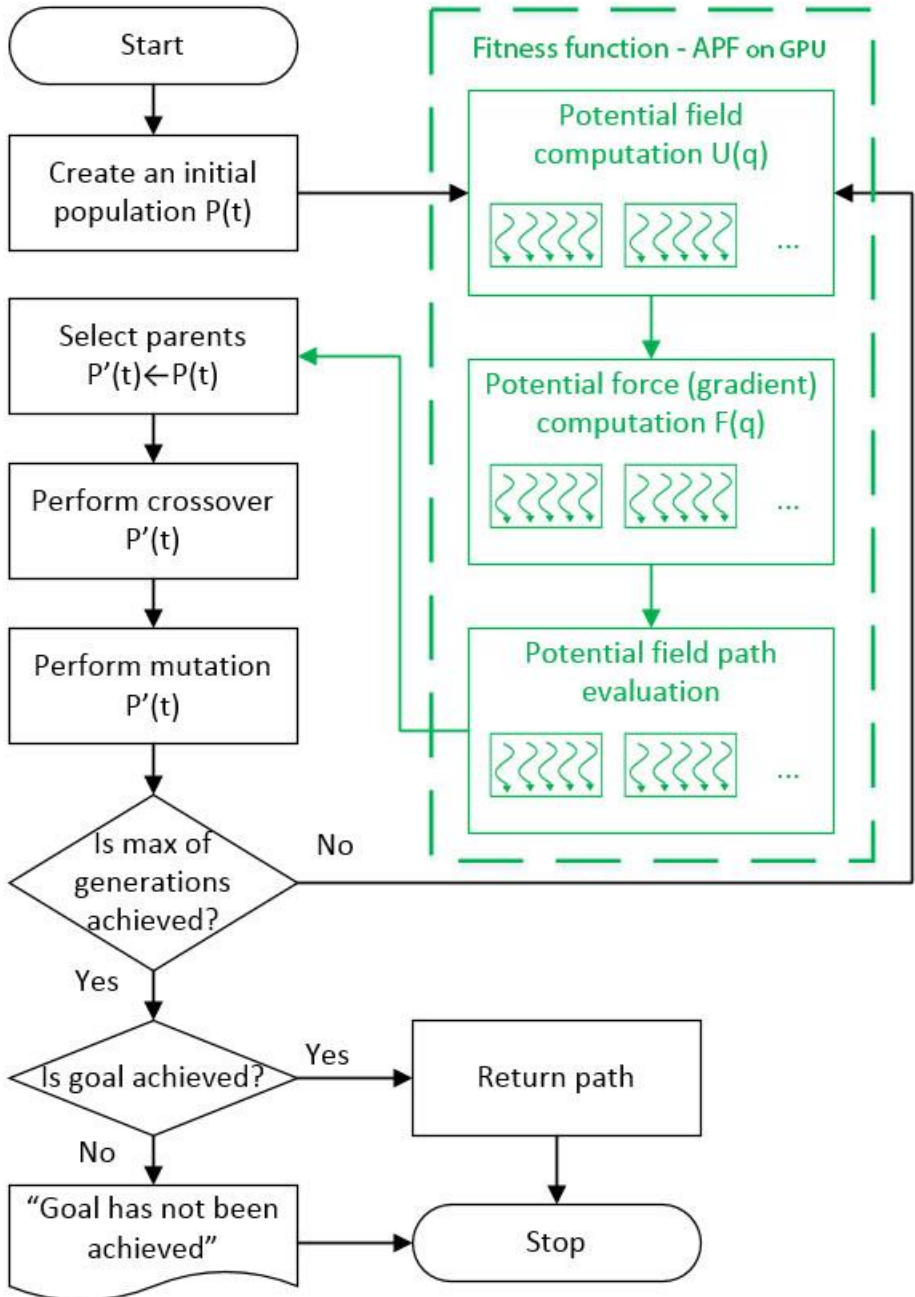 Start
Create an initial
population P(t)
Fitness function - APF on GPU
Potential field
computation U(q)
...
Potential force (gradient)
computation F(q)
...
Potential field path
evaluation
...
Select parents
P’(t)←P(t)
Perform crossover
P’(t)
Perform mutation
P’(t)
Is max of
generations
achieved?
No
Yes
Is goal achieved?
Yes
Return path
No
“Goal has not been
achieved”
Stop